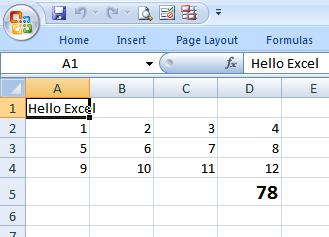 Home Insert Page Layout Formulas
A1 fx Hello Excel
A B C D E
1 Hello Excel
2 1 2 3 4
3 5 6 7 8
4 9 10 11 12
5 78
6
7